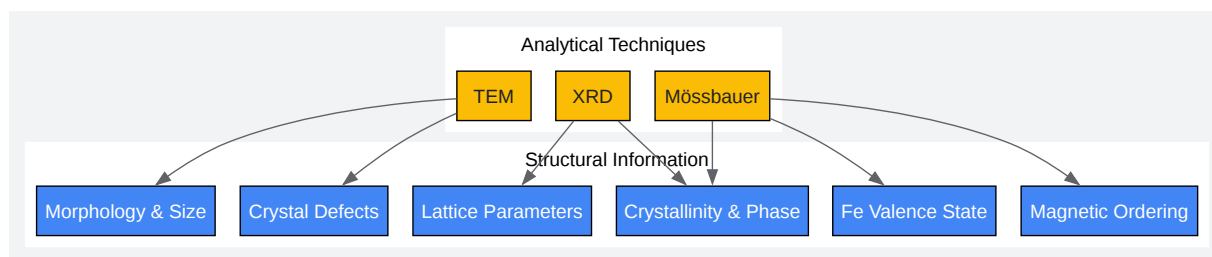 Analytical Techniques
TEM
XRD
Mössbauer
Structural Information
Morphology & Size
Crystal Defects
Lattice Parameters
Crystallinity & Phase
Fe Valence State
Magnetic Ordering